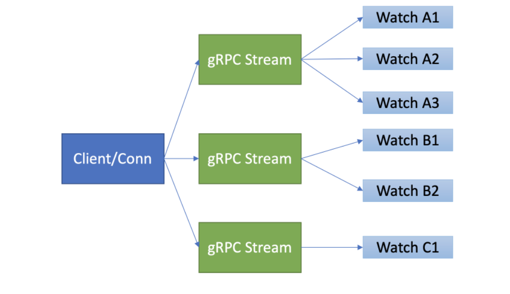 Watch A1
gRPC Stream
Watch A2
Watch A3
Client/Conn
gRPC Stream
Watch B1
Watch B2
gRPC Stream
Watch C1